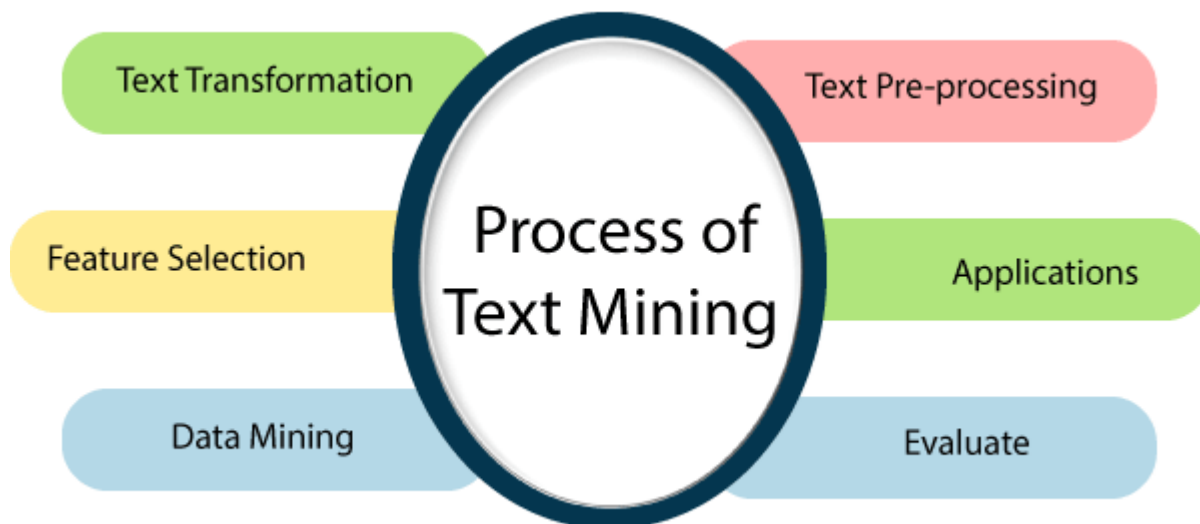 Text Transformation
Text Pre-processing
Feature Selection
Process of
Text Mining
Applications
Data Mining
Evaluate